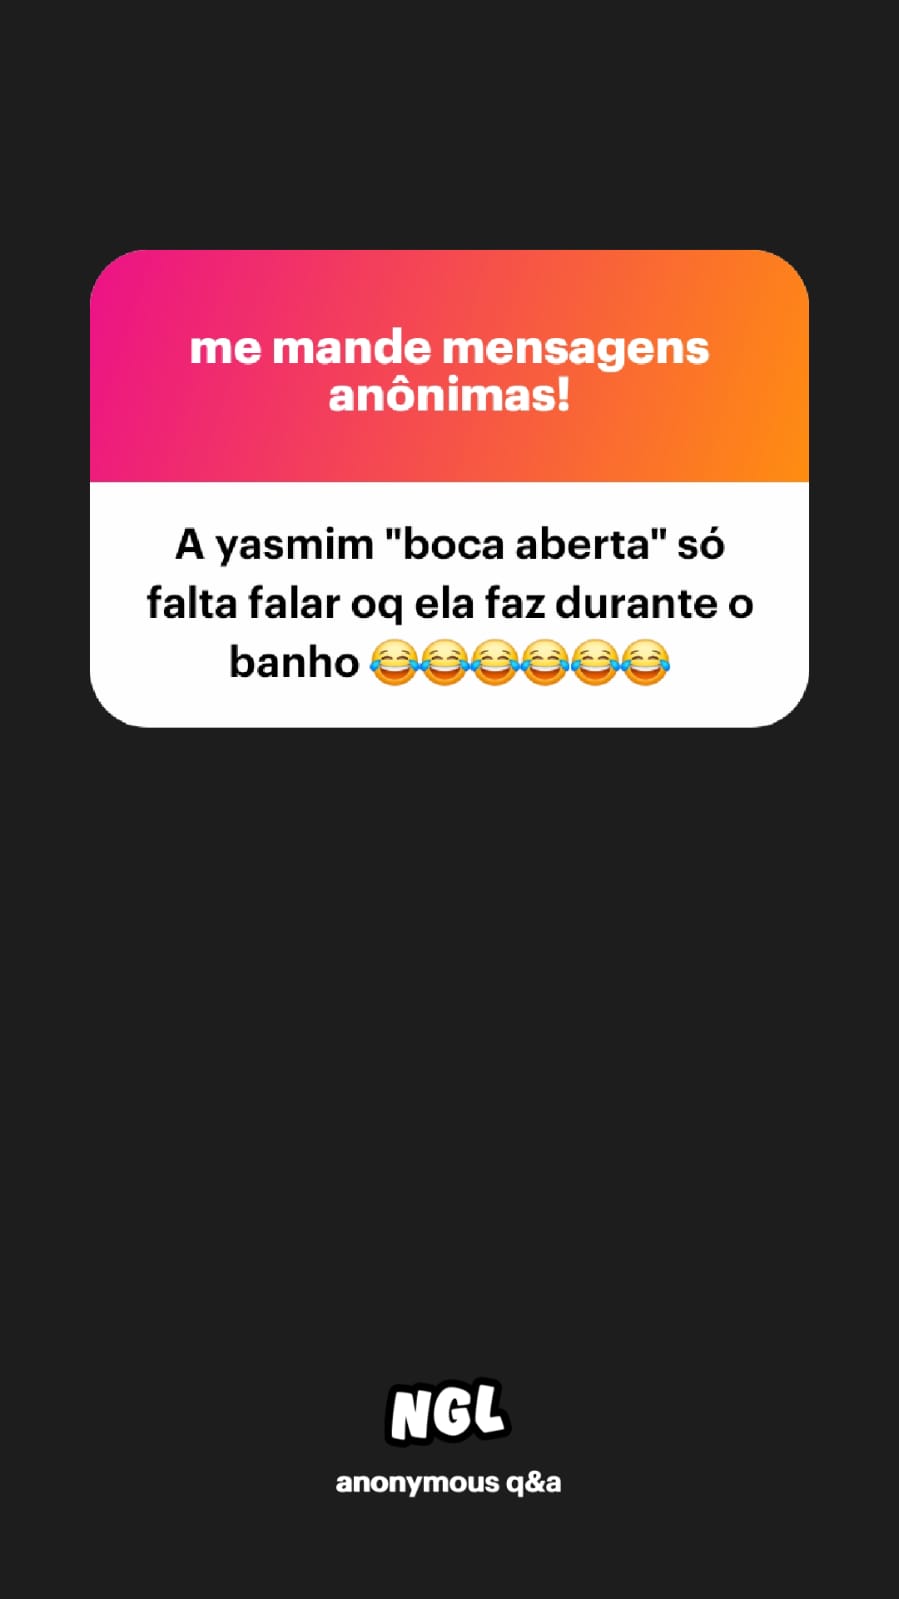 me mande mensagens
anônimas!
A yasmim "boca aberta" só
falta falar oq ela faz durante o
banho 😂😂😂😂😂😂
NGL
anonymous q&a